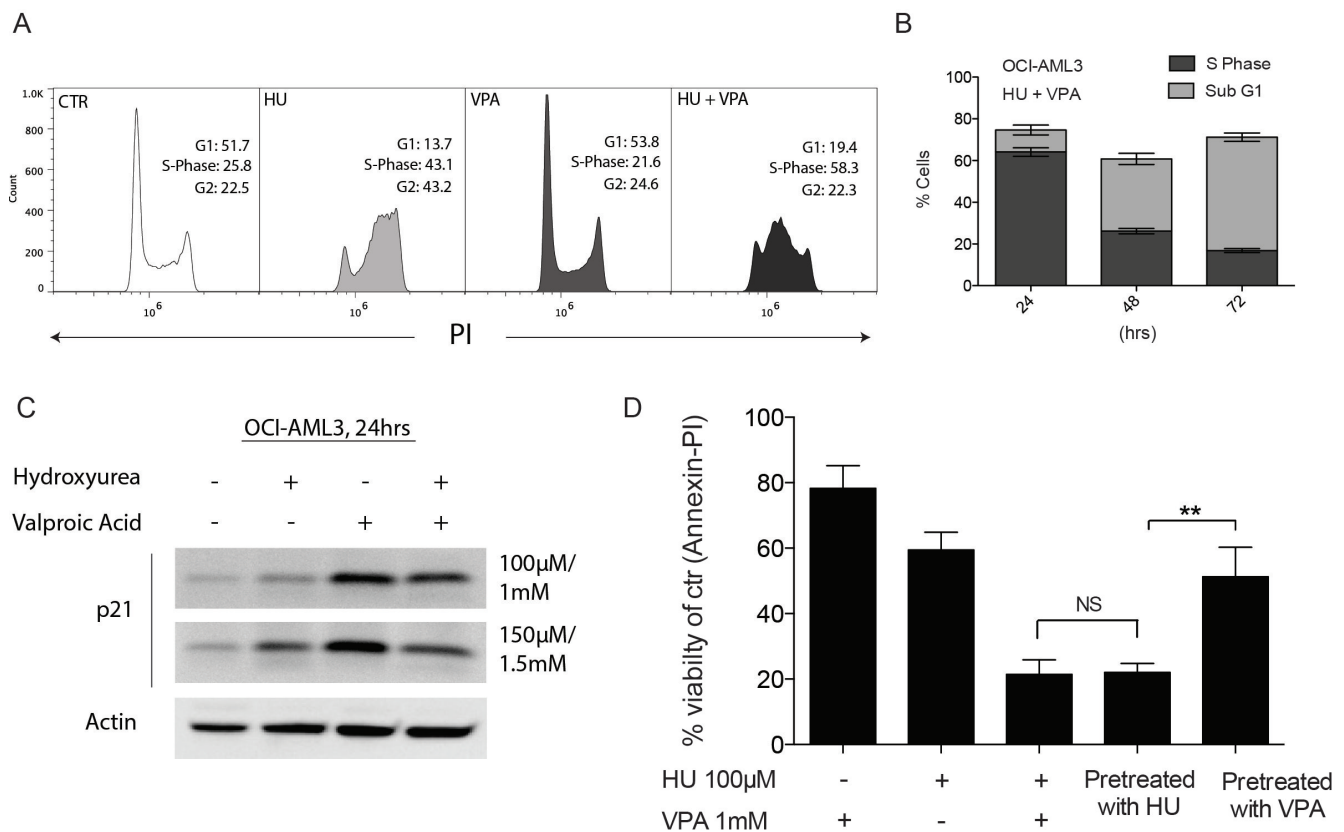 A
1.0K
800
600
400
200
0
Count
CTR
G1: 51.7
S-Phase: 25.8
G2: 22.5
HU
G1: 13.7
S-Phase: 43.1
G2: 43.2
VPA
G1: 53.8
S-Phase: 21.6
G2: 24.6
HU + VPA
G1: 19.4
S-Phase: 58.3
G2: 22.3
10⁶
10⁶
10⁶
10⁶
PI
B
OCI-AML3
HU + VPA
S Phase
Sub G1
100
80
60
40
20
0
% Cells
24
48
72
(hrs)
C
OCI-AML3, 24hrs
Hydroxyurea - + - +
Valproic Acid - - + +
p21
100μM/
1mM
150μM/
1.5mM
Actin
D
100
80
60
40
20
0
% viabilty of ctr (Annexin-PI)
NS
**
HU 100μM - + +
VPA 1mM + - +
Pretreated
with HU
Pretreated
with VPA